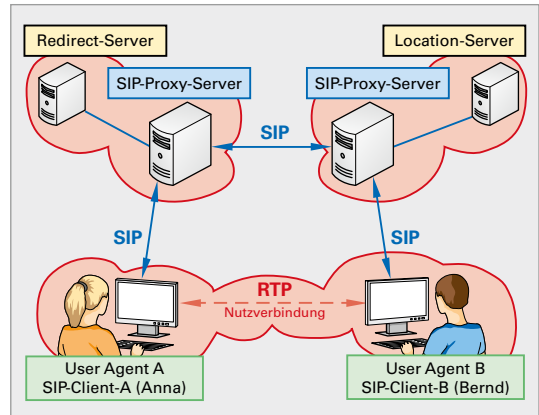 Redirect-Server
Location-Server
SIP-Proxy-Server
SIP-Proxy-Server
SIP
SIP
SIP
RTP
Nutzverbindung
User Agent A
SIP-Client-A (Anna)
User Agent B
SIP-Client-B (Bernd)